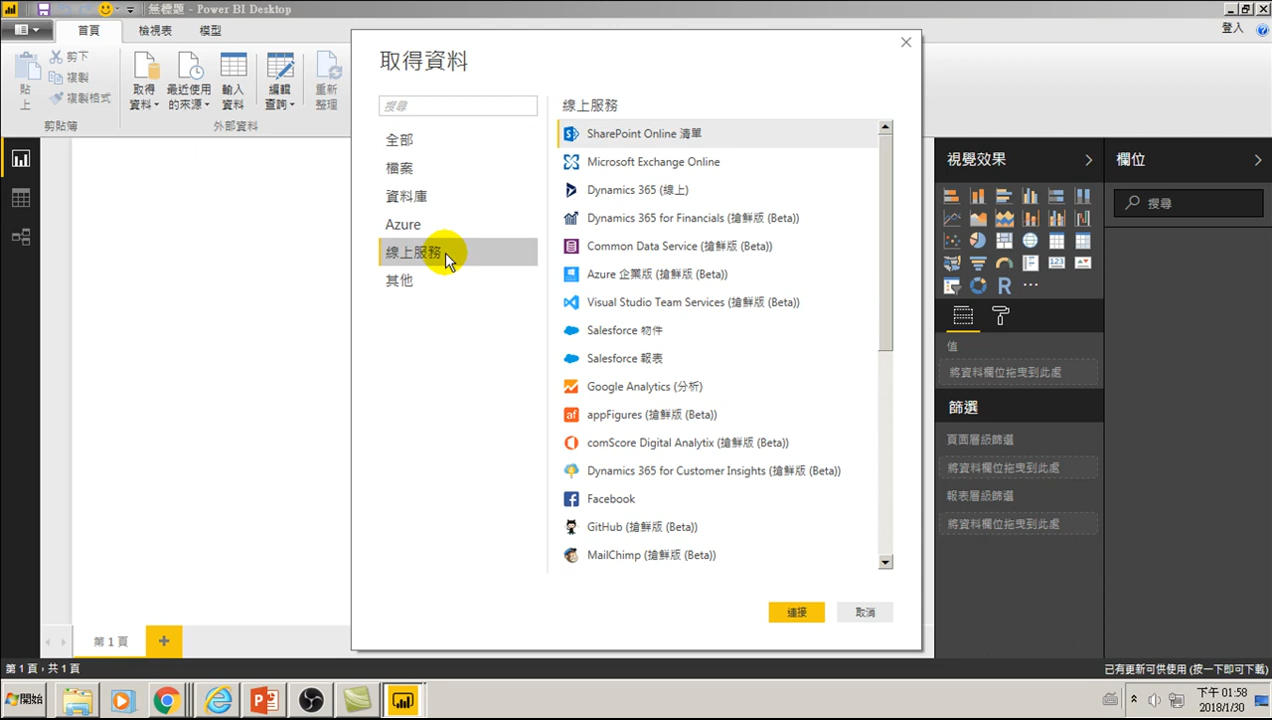 無標題 - Power BI Desktop
首頁
檢視表
模型
登入
貼上
剪下
複製
複製格式
剪貼簿
取得資料
最近使用的來源
輸入資料
編輯查詢
重新整理
外部資料
取得資料
搜尋
全部
檔案
資料庫
Azure
線上服務
其他
線上服務
SharePoint Online 清單
Microsoft Exchange Online
Dynamics 365 (線上)
Dynamics 365 for Financials (搶鮮版 (Beta))
Common Data Service (搶鮮版 (Beta))
Azure 企業版 (搶鮮版 (Beta))
Visual Studio Team Services (搶鮮版 (Beta))
Salesforce 物件
Salesforce 報表
Google Analytics (分析)
appFigures (搶鮮版 (Beta))
comScore Digital Analytix (搶鮮版 (Beta))
Dynamics 365 for Customer Insights (搶鮮版 (Beta))
Facebook
GitHub (搶鮮版 (Beta))
MailChimp (搶鮮版 (Beta))
連接
取消
視覺效果
值
將資料欄位拖曳到此處
篩選
頁面層級篩選
將資料欄位拖曳到此處
報表層級篩選
將資料欄位拖曳到此處
欄位
搜尋
第 1 頁
第 1 頁，共 1 頁
已有更新可供使用 (按一下即可下載)
開始
下午 01:58
2018/1/30